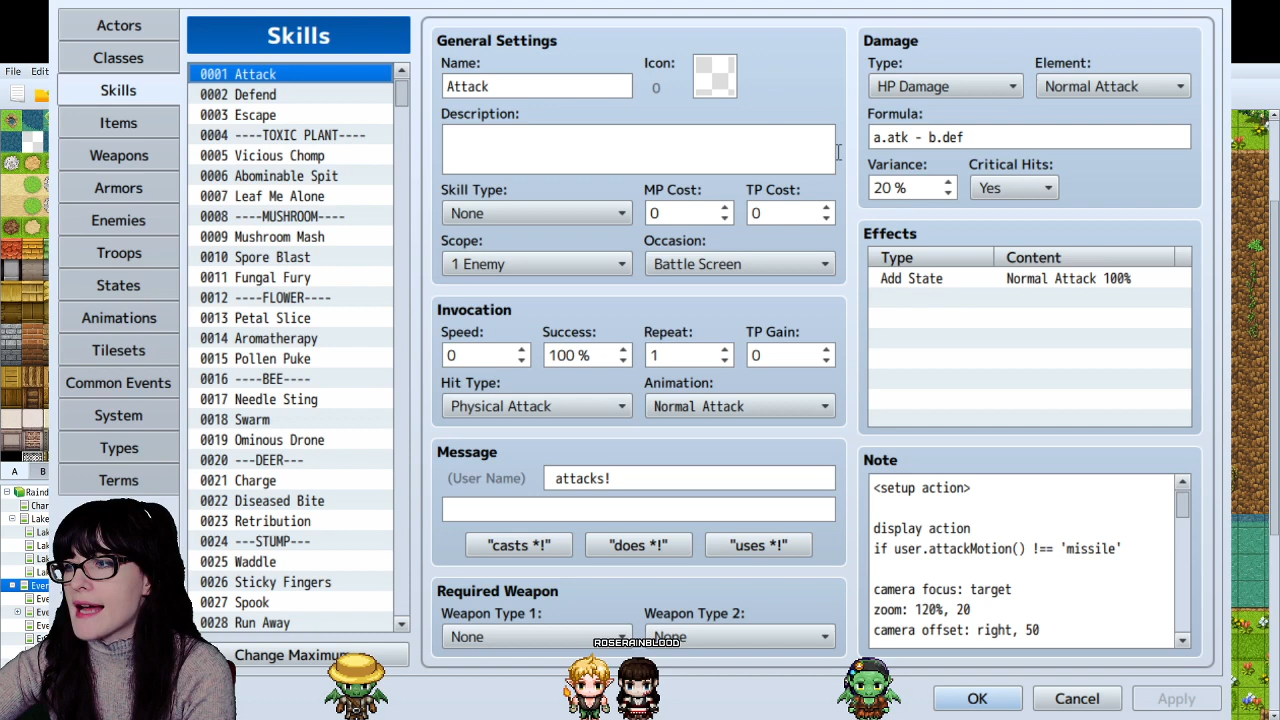 File Edit
Actors
Classes
Skills
Items
Weapons
Armors
Enemies
Troops
States
Animations
Tilesets
Common Events
System
Types
Terms
A B
Skills
0001 Attack
0002 Defend
0003 Escape
0004 ----TOXIC PLANT----
0005 Vicious Chomp
0006 Abominable Spit
0007 Leaf Me Alone
0008 ----MUSHROOM----
0009 Mushroom Mash
0010 Spore Blast
0011 Fungal Fury
0012 ----FLOWER----
0013 Petal Slice
0014 Aromatherapy
0015 Pollen Puke
0016 ----BEE----
0017 Needle Sting
0018 Swarm
0019 Ominous Drone
0020 ---DEER---
0021 Charge
0022 Diseased Bite
0023 Retribution
0024 ---STUMP---
0025 Waddle
0026 Sticky Fingers
0027 Spook
0028 Run Away
General Settings
Name: Icon:
Attack 0
Description:
Skill Type: MP Cost: TP Cost:
None 0 0
Scope: Occasion:
1 Enemy Battle Screen
Invocation
Speed: Success: Repeat: TP Gain:
0 100 % 1 0
Hit Type: Animation:
Physical Attack Normal Attack
Message
(User Name) attacks!
"casts *!" "does *!" "uses *!"
Required Weapon
Weapon Type 1: Weapon Type 2:
None None
ROSERAINBLOOD
Damage
Type: Element:
HP Damage Normal Attack
Formula:
a.atk - b.def
Variance: Critical Hits:
20 % Yes
Effects
Type Content
Add State Normal Attack 100%
Note
<setup action>
display action
if user.attackMotion() !== 'missile'
camera focus: target
zoom: 120%, 20
camera offset: right, 50
OK Cancel Apply